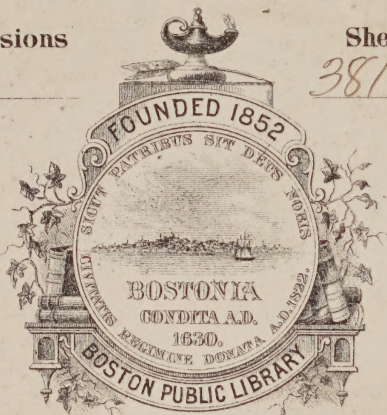 sions
She
381
FOUNDED 1852
SICUT PATRIBUS SIT DEUS NOBIS
BOSTONIA
CONDITA A.D.
1630.
CIVITATIS REGIMINE DONATA A.D. 1822.
BOSTON PUBLIC LIBRARY